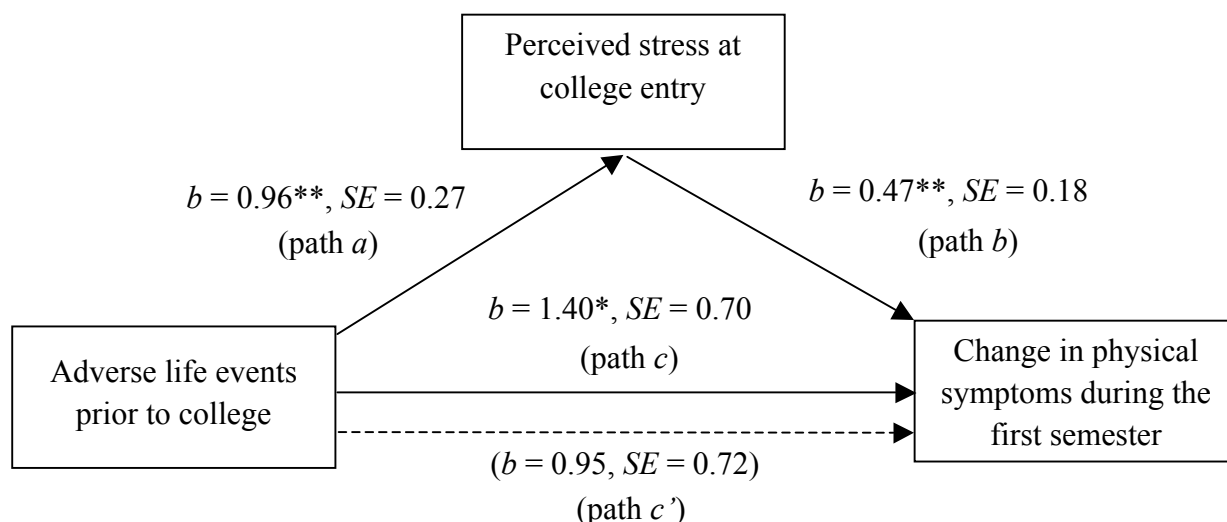 Perceived stress at
college entry
b = 0.96**, SE = 0.27
(path a)
b = 0.47**, SE = 0.18
(path b)
b = 1.40*, SE = 0.70
(path c)
Adverse life events
prior to college
Change in physical
symptoms during the
first semester
(b = 0.95, SE = 0.72)
(path c’)